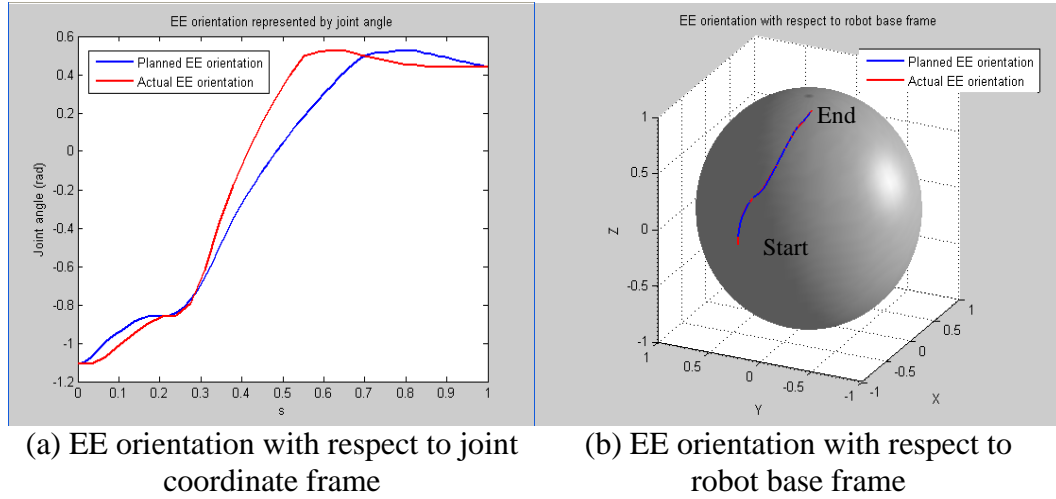 EE orientation represented by joint angle
Planned EE orientation
Actual EE orientation
0.6
0.4
0.2
0
-0.2
-0.4
-0.6
-0.8
-1
-1.2
Joint angle (rad)
0 0.1 0.2 0.3 0.4 0.5 0.6 0.7 0.8 0.9 1
s
EE orientation with respect to robot base frame
Planned EE orientation
Actual EE orientation
End
Start
1
0.5
0
-0.5
-1
Z
1 0.5 0 -0.5 -1
Y
-1 -0.5 0 0.5 1
X
(a) EE orientation with respect to joint
coordinate frame
(b) EE orientation with respect to
robot base frame